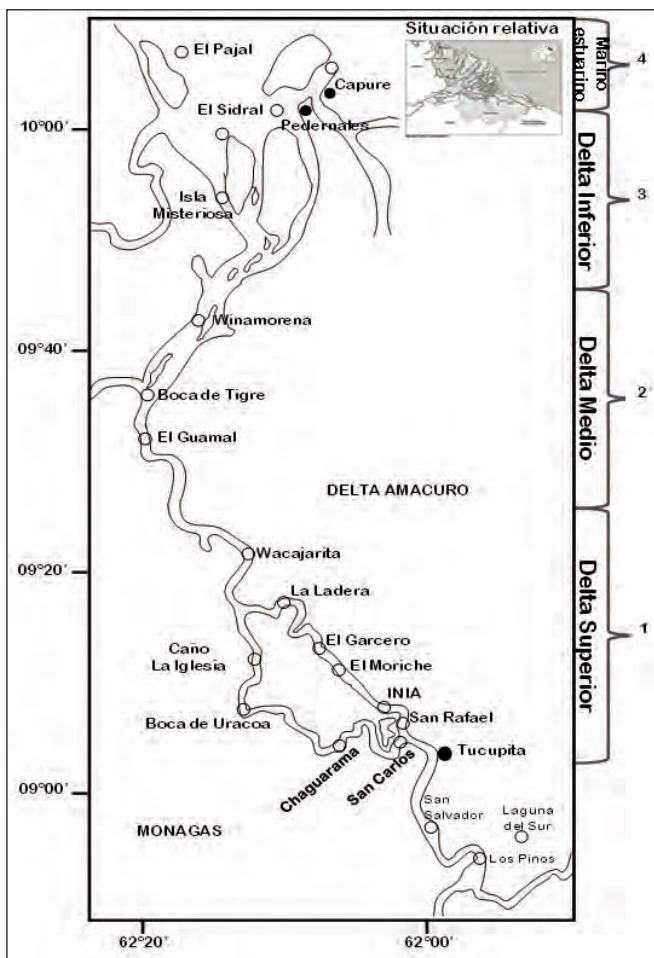 Situación relativa
Marino
estuarino
4
El Pajal
Capure
El Sidral
Pedernales
10°00´
Isla
Misteriosa
Delta Inferior
3
Winamorena
09°40´
Boca de Tigre
Delta Medio
2
El Guamal
DELTA AMACURO
Wacajarita
09°20´
La Ladera
Delta Superior
1
El Garcero
Caño
La Iglesia
El Moriche
INIA
Boca de Uracoa
San Rafael
Tucupita
Chaguarama
San Carlos
09°00´
San
Salvador
Laguna
del Sur
MONAGAS
Los Pinos
62°20´
62°00´